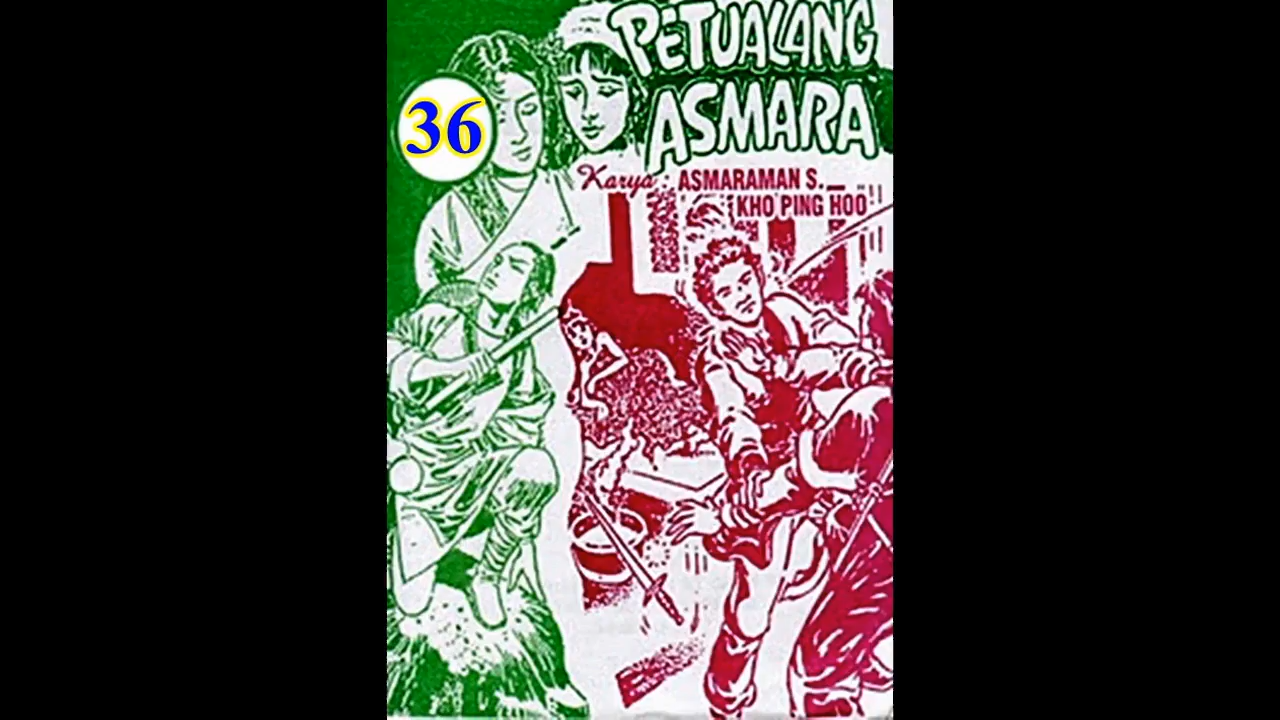 PETUALANG
ASMARA
36
Karya : ASMARAMAN S.
KHO PING HOO